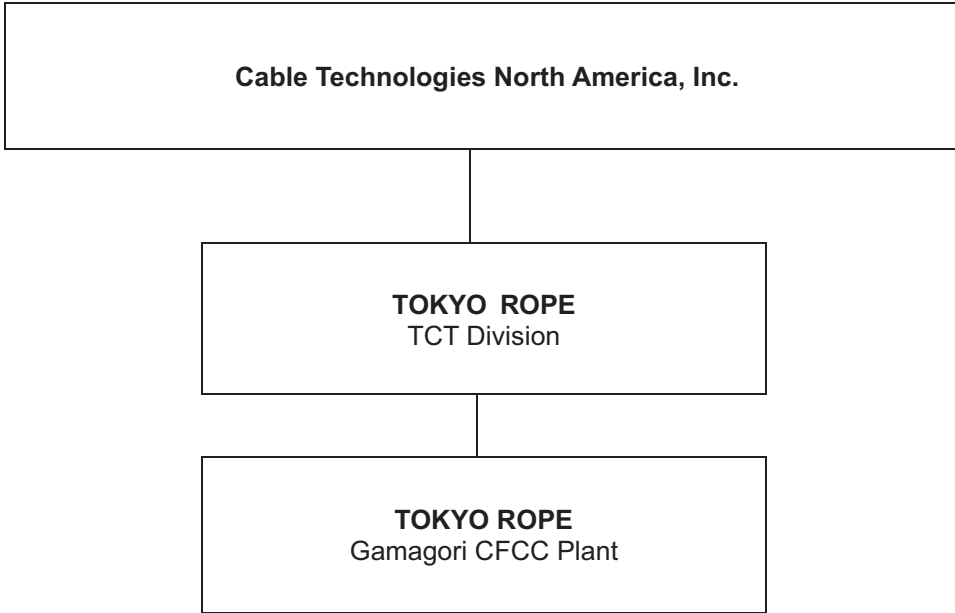 Cable Technologies North America, Inc.
TOKYO ROPE
TCT Division
TOKYO ROPE
Gamagori CFCC Plant